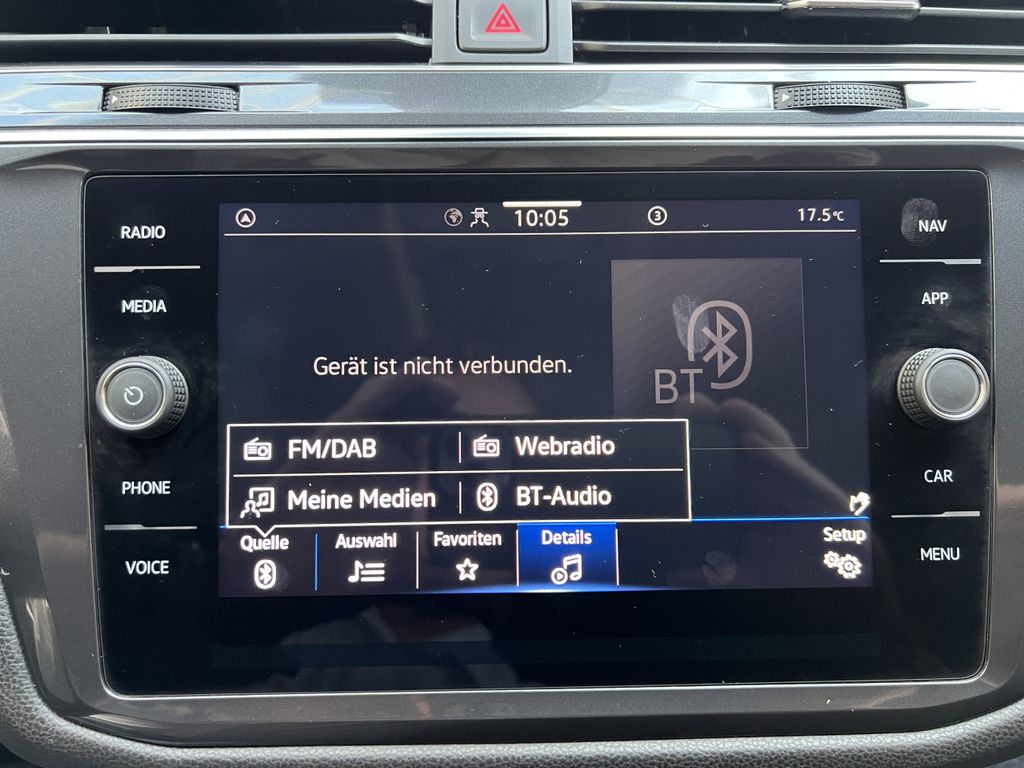 RADIO
MEDIA
PHONE
VOICE
10:05
3
17.5°C
Gerät ist nicht verbunden.
BT
FM/DAB
Webradio
Meine Medien
BT-Audio
Quelle
Auswahl
Favoriten
Details
Setup
NAV
APP
CAR
MENU